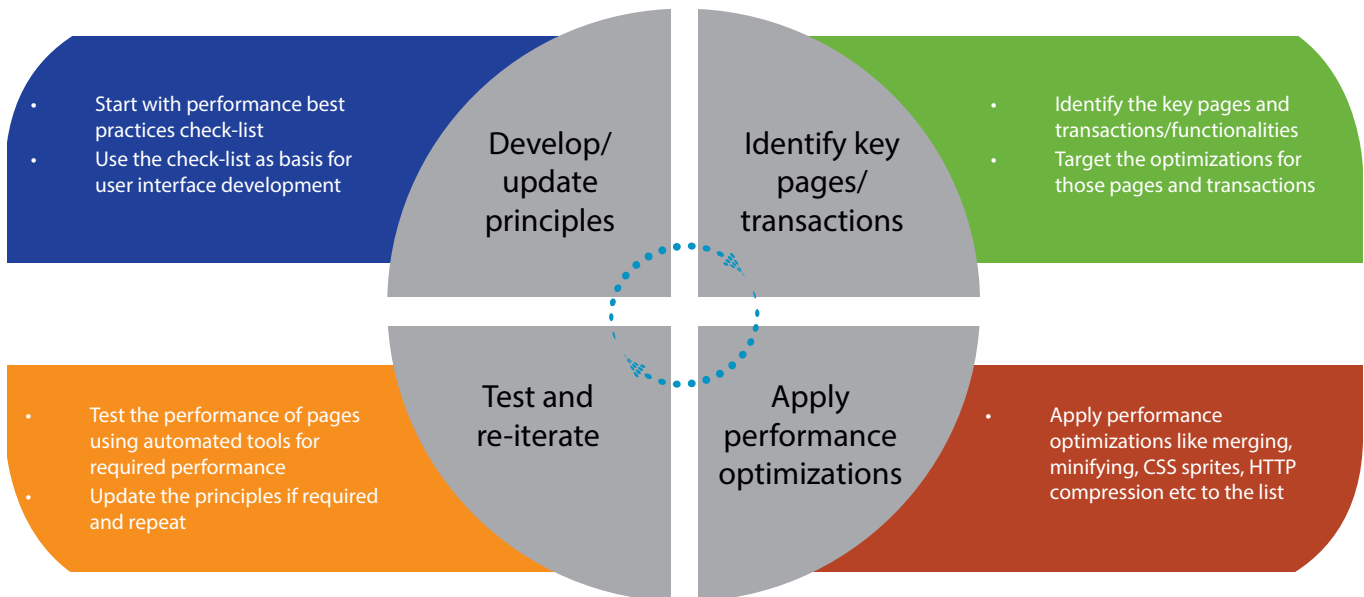 • Start with performance best
practices check-list
• Use the check-list as basis for
user interface development
Develop/
update
principles
Identify key
pages/
transactions
• Identify the key pages and
transactions/functionalities
• Target the optimizations for
those pages and transactions
• Test the performance of pages
using automated tools for
required performance
• Update the principles if required
and repeat
Test and
re-iterate
Apply
performance
optimizations
• Apply performance
optimizations like merging,
minifying, CSS sprites, HTTP
compression etc to the list